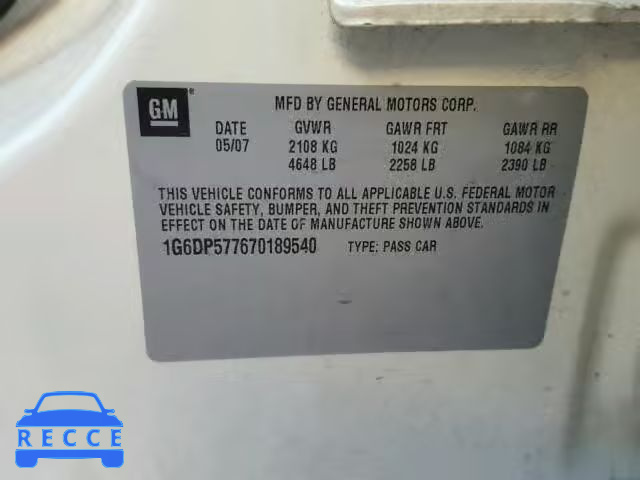 GM ®
MFD BY GENERAL MOTORS CORP.
DATE GVWR GAWR FRT GAWR RR
05/07 2108 KG 1024 KG 1084 KG
4648 LB 2258 LB 2390 LB
THIS VEHICLE CONFORMS TO ALL APPLICABLE U.S. FEDERAL MOTOR
VEHICLE SAFETY, BUMPER, AND THEFT PREVENTION STANDARDS IN
EFFECT ON THE DATE OF MANUFACTURE SHOWN ABOVE.
1G6DP577670189540 TYPE: PASS CAR
RECCE